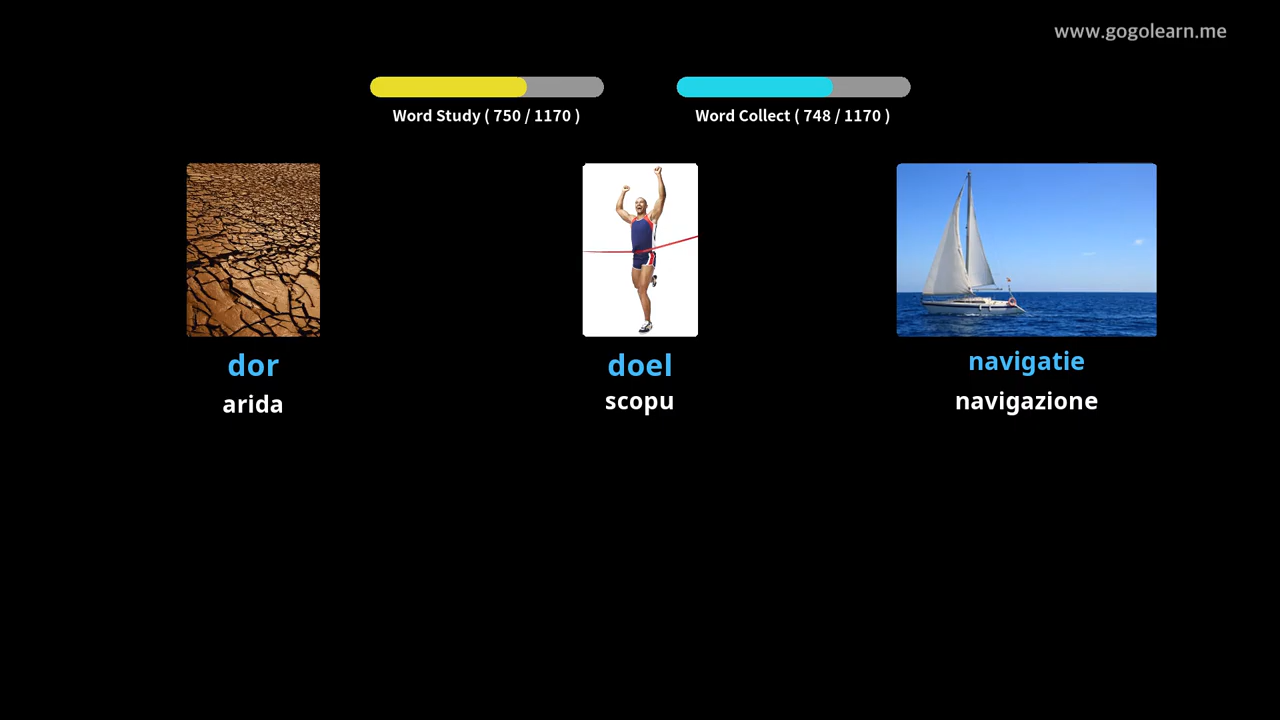 www.gogolearn.me
Word Study ( 750 / 1170 )
Word Collect ( 748 / 1170 )
dor
arida
doel
scopu
navigatie
navigazione